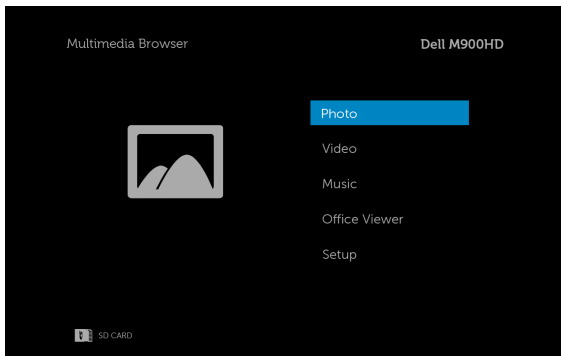 Multimedia Browser
Dell M900HD
Photo
Video
Music
Office Viewer
Setup
SD CARD